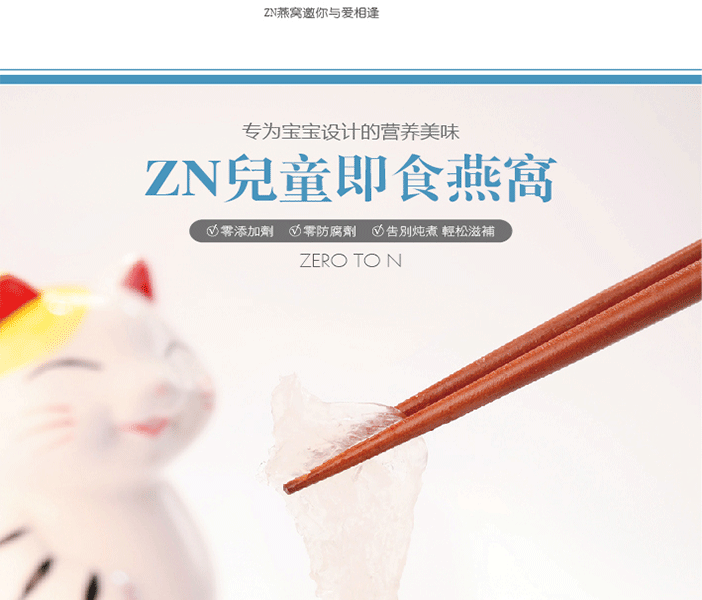 ZN燕窝邀你与爱相逢
专为宝宝设计的营养美味
ZN兒童即食燕窩
零添加劑 零防腐劑 告別炖煮 輕松滋補
ZERO TO N